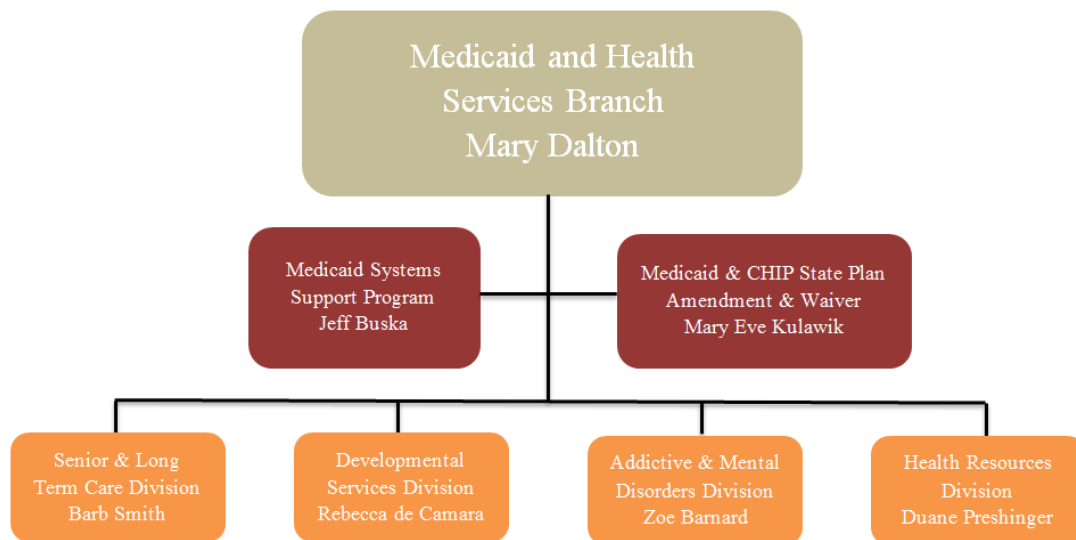 Medicaid and Health
Services Branch
Mary Dalton
Medicaid Systems
Support Program
Jeff Buska
Medicaid & CHIP State Plan
Amendment & Waiver
Mary Eve Kulawik
Senior & Long
Term Care Division
Barb Smith
Developmental
Services Division
Rebecca de Camara
Addictive & Mental
Disorders Division
Zoe Barnard
Health Resources
Division
Duane Preshinger